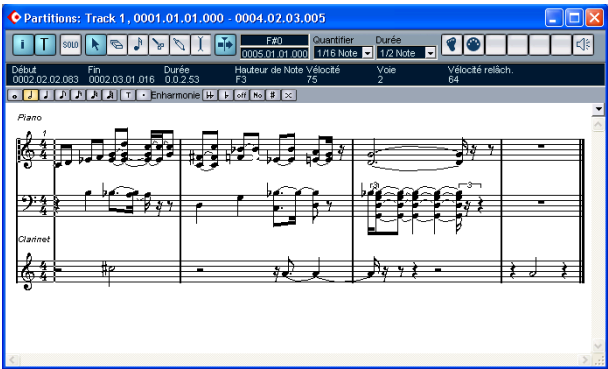 Partitions: Track 1, 0001.01.01.000 - 0004.02.03.005
i T SOLO F#0 Quantifier Durée
0005.01.01.000 1/16 Note 1/2 Note
Début Fin Durée Hauteur de Note Vélocité Voie Vélocité relâch.
0002.02.02.083 0002.03.01.016 0.0.2.53 F3 75 2 64
T Enharmonie off No #
Piano
1
3 3
Clarinet